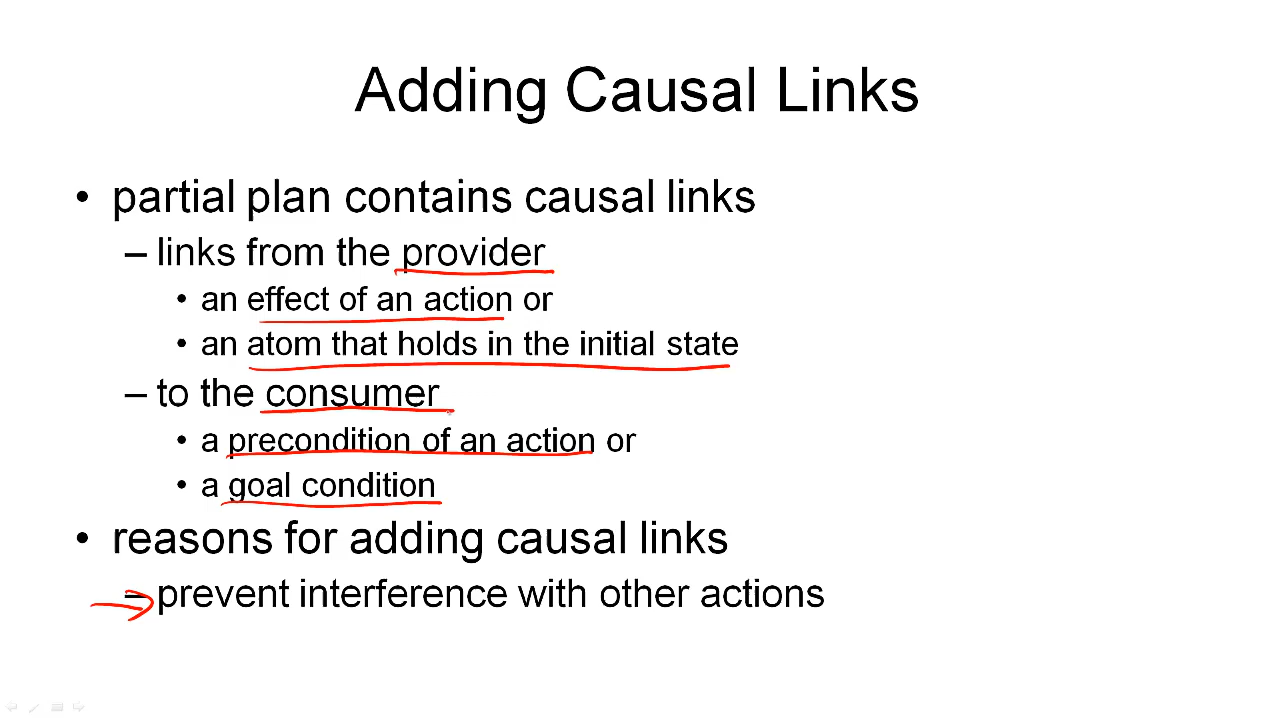 Adding Causal Links
• partial plan contains causal links
– links from the provider
• an effect of an action or
• an atom that holds in the initial state
– to the consumer
• a precondition of an action or
• a goal condition
• reasons for adding causal links
– prevent interference with other actions